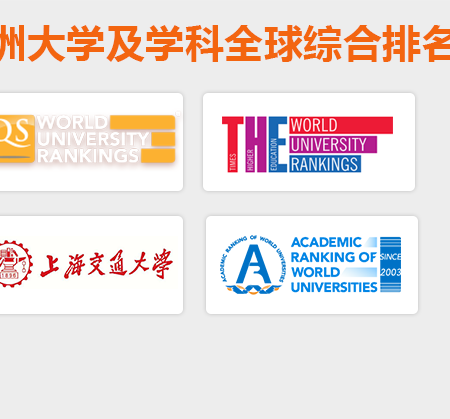 洲大学及学科全球综合排名
QS
WORLD
UNIVERSITY
RANKINGS
THE
TIMES
HIGHER
EDUCATION
WORLD
UNIVERSITY
RANKINGS
1896
上海交通大学
ACADEMIC RANKING OF WORLD UNIVERSITIES
A
ACADEMIC
RANKING OF
WORLD
UNIVERSITIES
SINCE
2003